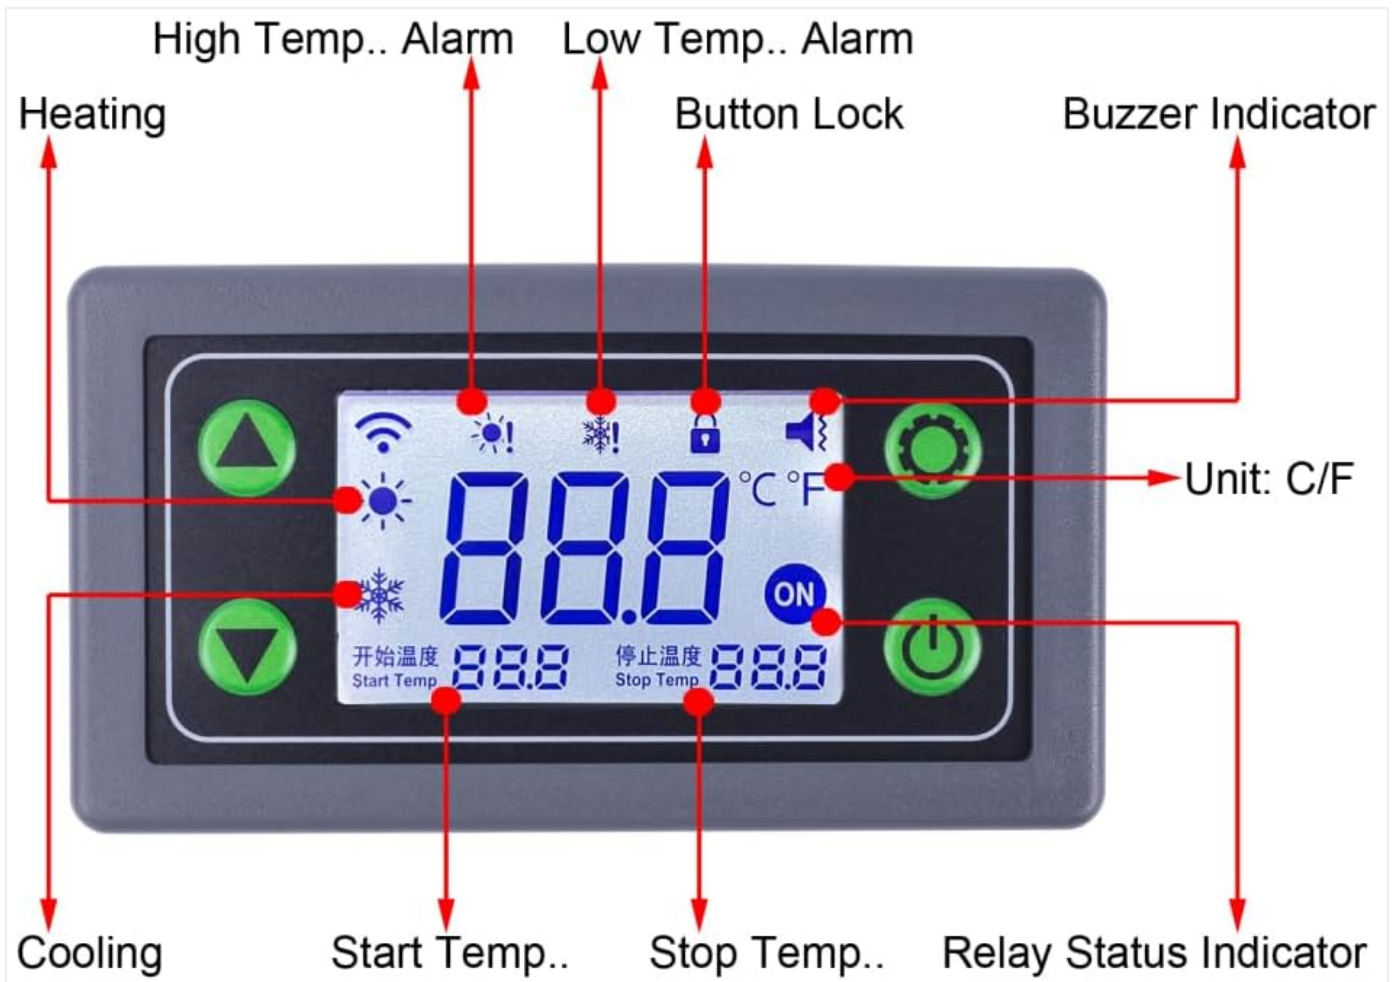 High Temp.. Alarm
Low Temp.. Alarm
Heating
Button Lock
Buzzer Indicator
°C °F
Unit: C/F
88.8
ON
开始温度
Start Temp
88.8
停止温度
Stop Temp
88.8
Cooling
Start Temp..
Stop Temp..
Relay Status Indicator